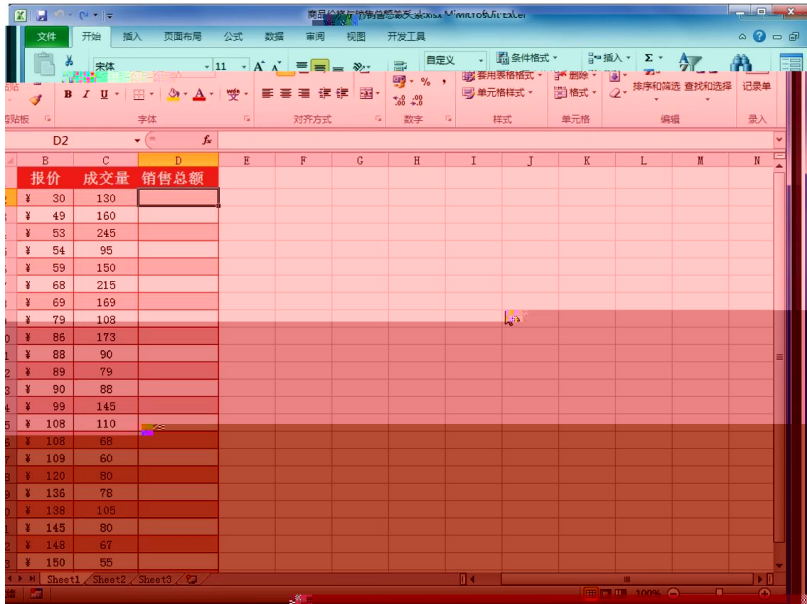 文件 开始 插入 页面布局 公式 数据 审阅 视图 开发工具
宋体 11 自定义 条件格式 插入 Σ
B I U wén % 套用表格格式 删除 排序和筛选 查找和选择 记录单
单元格样式 格式
字体 对齐方式 数字 样式 单元格 编辑 录入
D2 fx
B C D E F G H I J K L M N
报价 成交量 销售总额
¥ 30 130
¥ 49 160
¥ 53 245
¥ 54 95
¥ 59 150
¥ 68 215
¥ 69 169
¥ 79 108
¥ 86 173
¥ 88 90
¥ 89 79
¥ 90 88
¥ 99 145
¥ 108 110
¥ 108 68
¥ 109 60
¥ 120 80
¥ 136 78
¥ 138 105
¥ 145 80
¥ 148 67
¥ 150 55
Sheet1 Sheet2 Sheet3
100%